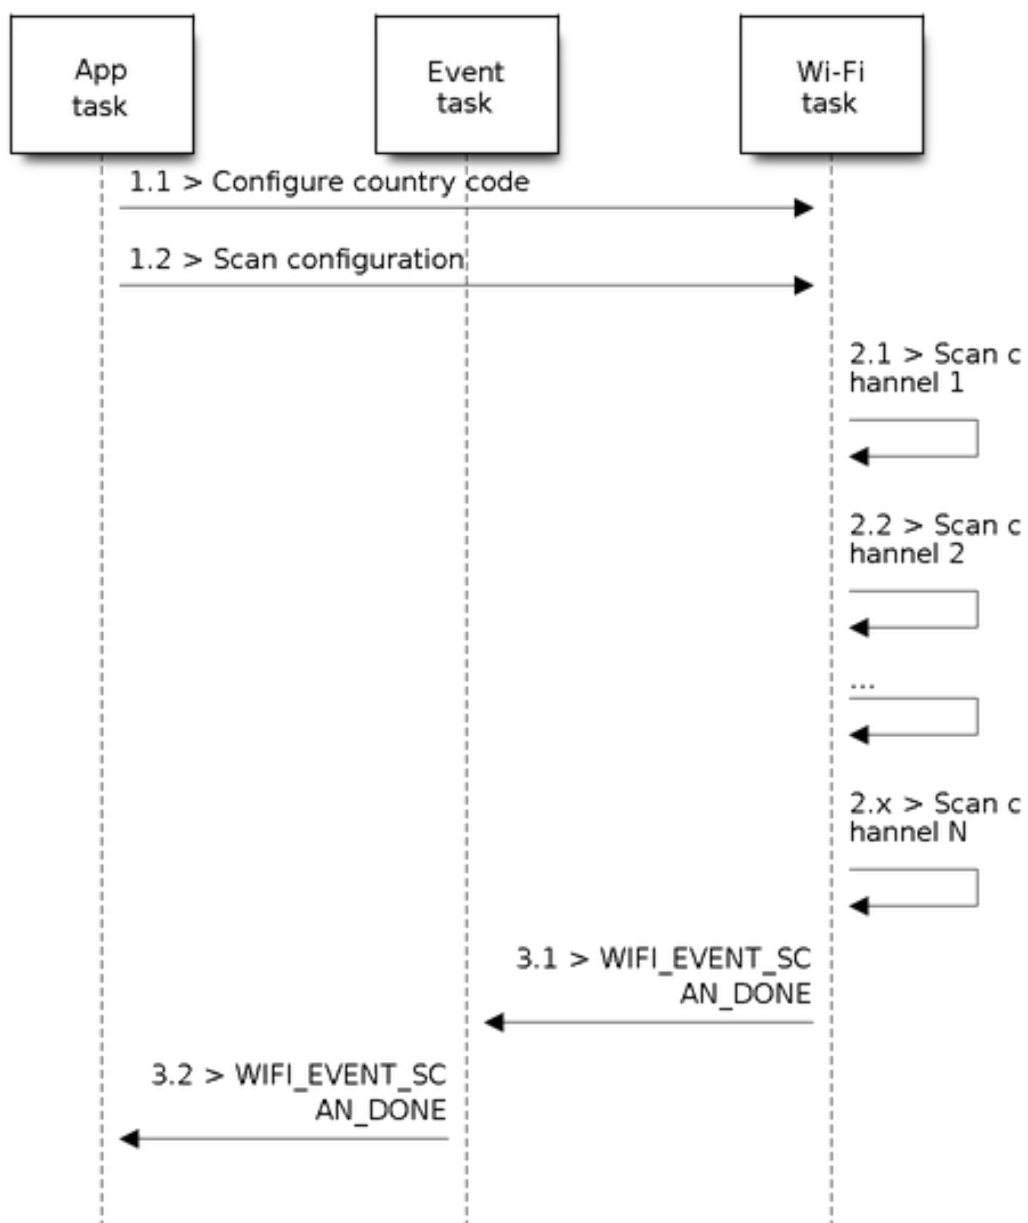 App
task
Event
task
Wi-Fi
task
1.1 > Configure country code
1.2 > Scan configuration
2.1 > Scan c
hannel 1
2.2 > Scan c
hannel 2
...
2.x > Scan c
hannel N
3.1 > WIFI_EVENT_SC
AN_DONE
3.2 > WIFI_EVENT_SC
AN_DONE